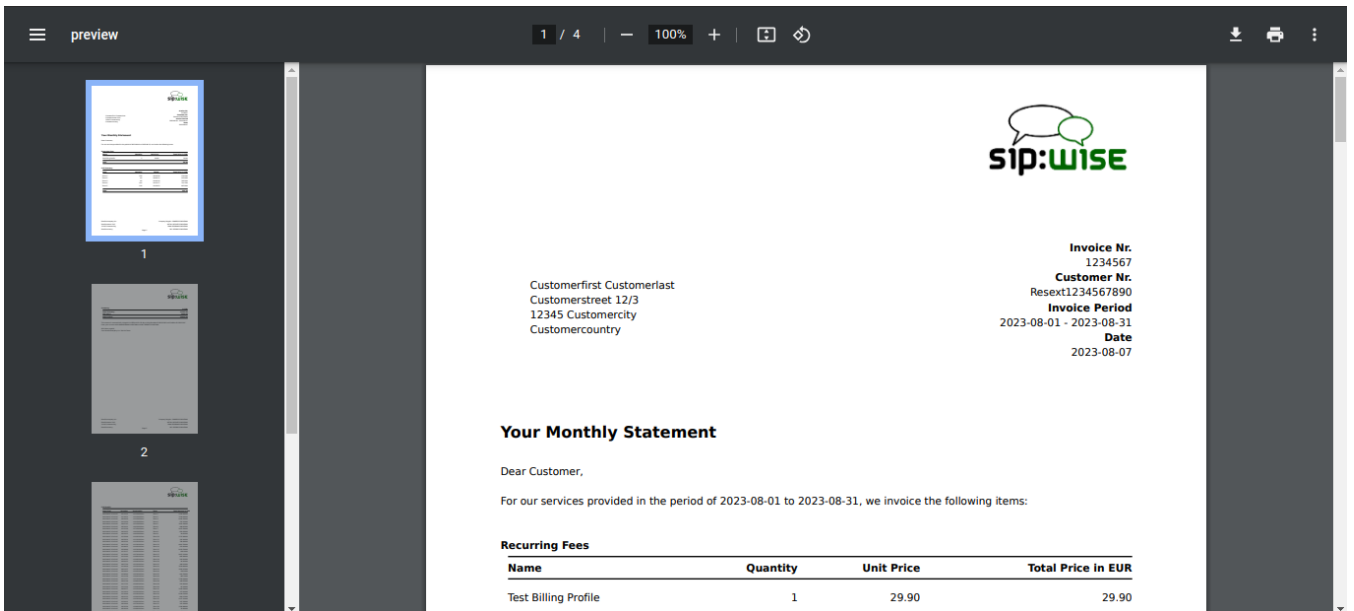 preview
1 / 4
100%
1
2
sip:wise
Invoice Nr.
1234567
Customer Nr.
Resext1234567890
Invoice Period
2023-08-01 - 2023-08-31
Date
2023-08-07
Customerfirst Customerlast
Customerstreet 12/3
12345 Customercity
Customercountry
Your Monthly Statement
Dear Customer,
For our services provided in the period of 2023-08-01 to 2023-08-31, we invoice the following items:
Recurring Fees
Name Quantity Unit Price Total Price in EUR
Test Billing Profile 1 29.90 29.90